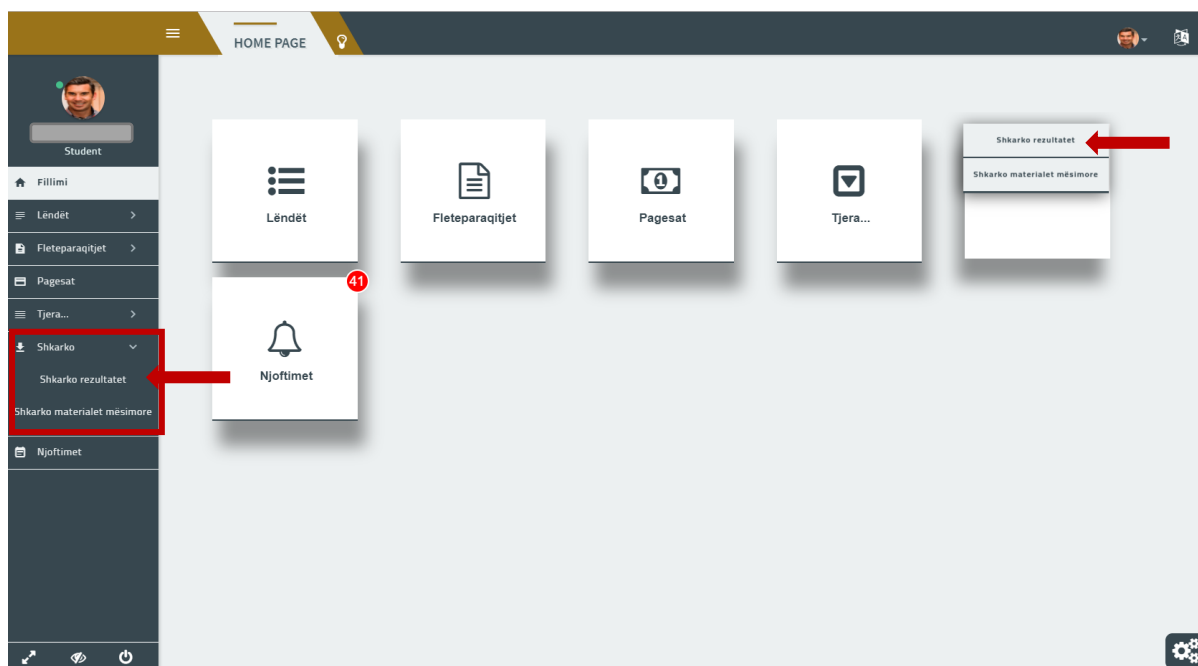 HOME PAGE
Student
Fillimi
Lëndët
Fleteparaqitjet
Pagesat
Tjera...
Shkarko
Shkarko rezultatet
Shkarko materialet mësimore
Njoftimet
Lëndët
Fleteparaqitjet
Pagesat
Tjera...
Shkarko rezultatet
Shkarko materialet mësimore
41
Njoftimet